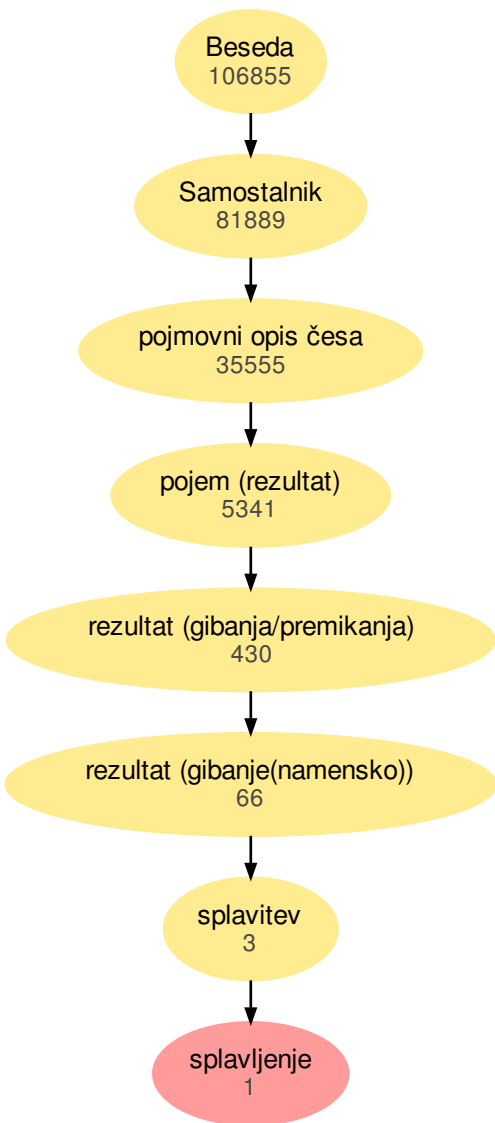 Beseda
106855
Samostalnik
81889
pojmovni opis česa
35555
pojem (rezultat)
5341
rezultat (gibanja/premikanja)
430
rezultat (gibanje(namensko))
66
splavitev
3
splavljenje
1